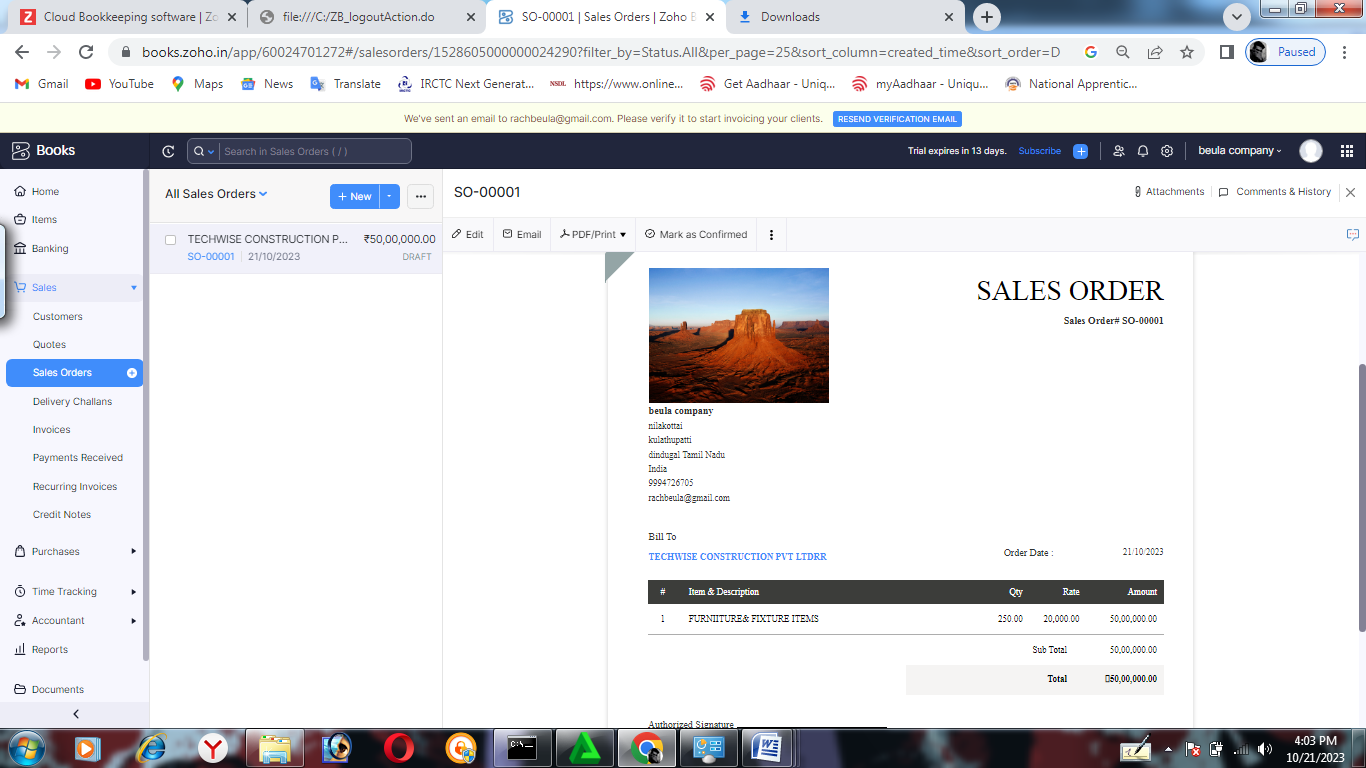 Cloud Bookkeeping software | Zo
file:///C:/ZB_logoutAction.do
SO-00001 | Sales Orders | Zoho B
Downloads
books.zoho.in/app/60024701272#/salesorders/1528605000000024290?filter_by=Status.All&per_page=25&sort_column=created_time&sort_order=D
Paused
Gmail
YouTube
Maps
News
Translate
IRCTC Next Generat...
NSDL
https://www.online...
Get Aadhaar - Uniq...
myAadhaar - Uniqu...
National Apprentic...
We've sent an email to rachbeula@gmail.com. Please verify it to start invoicing your clients. RESEND VERIFICATION EMAIL
Books
Search in Sales Orders ( / )
Trial expires in 13 days. Subscribe
beula company
Home
Items
Banking
Sales
Customers
Quotes
Sales Orders
Delivery Challans
Invoices
Payments Received
Recurring Invoices
Credit Notes
Purchases
Time Tracking
Accountant
Reports
Documents
All Sales Orders
+ New
TECHWISE CONSTRUCTION P... ₹50,00,000.00
SO-00001 21/10/2023 DRAFT
SO-00001
Attachments
Comments & History
Edit
Email
PDF/Print
Mark as Confirmed
SALES ORDER
Sales Order# SO-00001
beula company
nilakottai
kulathupatti
dindugal Tamil Nadu
India
9994726705
rachbeula@gmail.com
Bill To
TECHWISE CONSTRUCTION PVT LTDRR
Order Date : 21/10/2023
# Item & Description Qty Rate Amount
1 FURNIITURE& FIXTURE ITEMS 250.00 20,000.00 50,00,000.00
Sub Total 50,00,000.00
Total 50,00,000.00
Authorized Signature
4:03 PM
10/21/2023